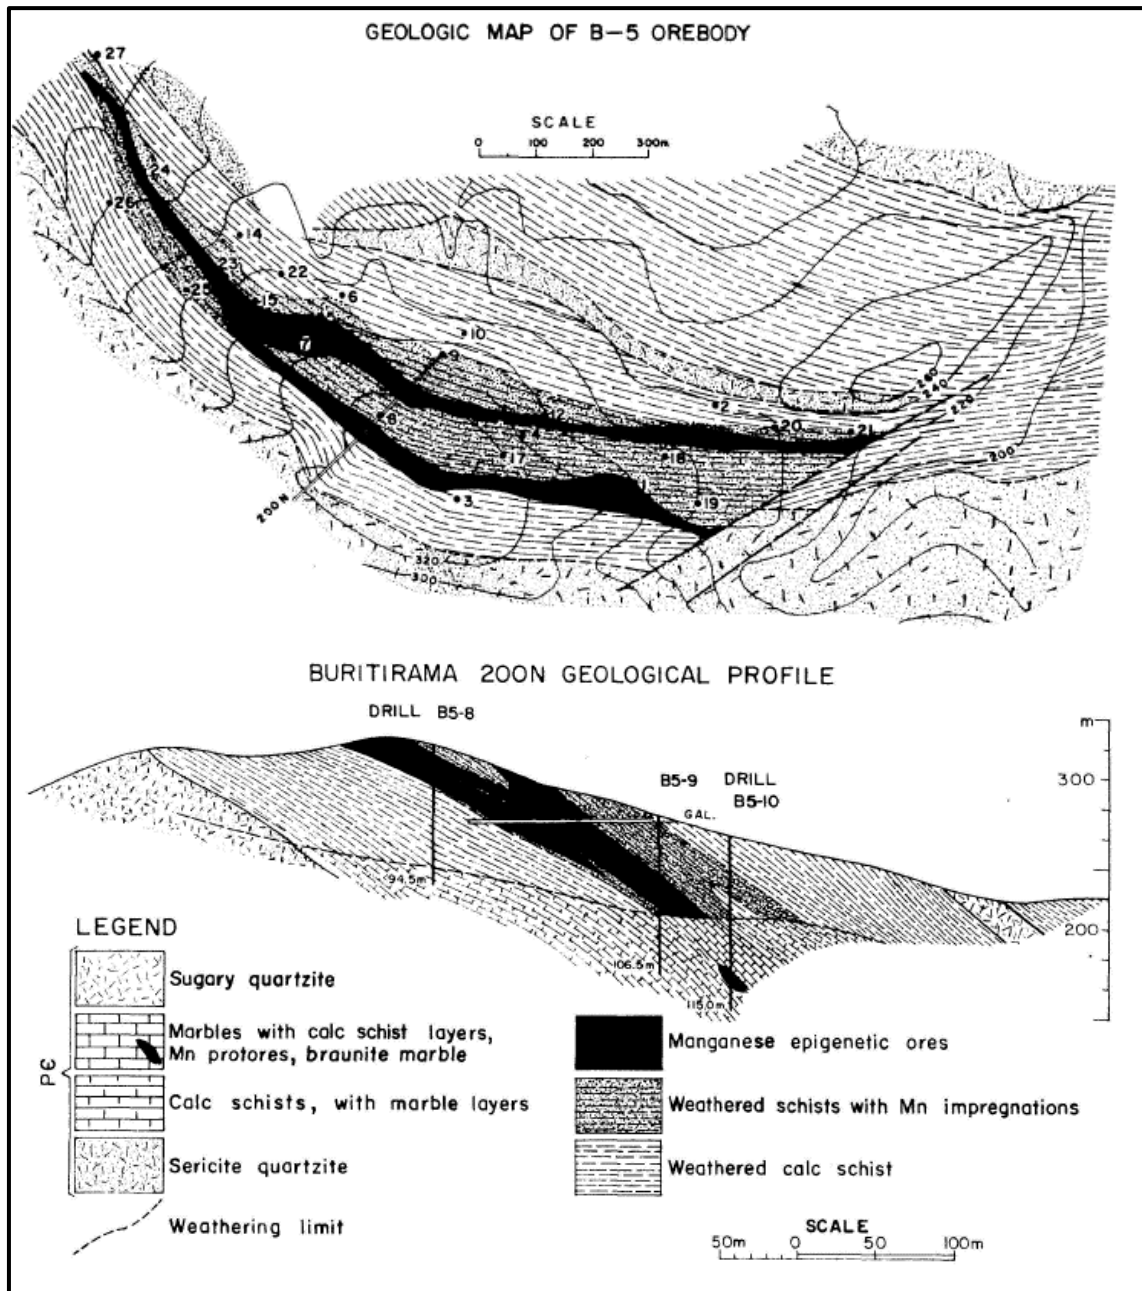 GEOLOGIC MAP OF B-5 OREBODY
SCALE
0 100 200 300m
27
24
26
14
23
22
25
15
6
10
7
9
2
8
12
20
21
4
17
18
1
3
19
260
240
220
200
200N
320
300
BURITIRAMA 200N GEOLOGICAL PROFILE
DRILL B5-8
m
B5-9 DRILL
B5-10
300
GAL.
94.5m
200
106.5m
115.0m
LEGEND
Sugary quartzite
Marbles with calc schist layers,
Mn protores, braunite marble
Manganese epigenetic ores
P€
Calc schists, with marble layers
Weathered schists with Mn impregnations
Sericite quartzite
Weathered calc schist
Weathering limit
SCALE
50m 0 50 100m